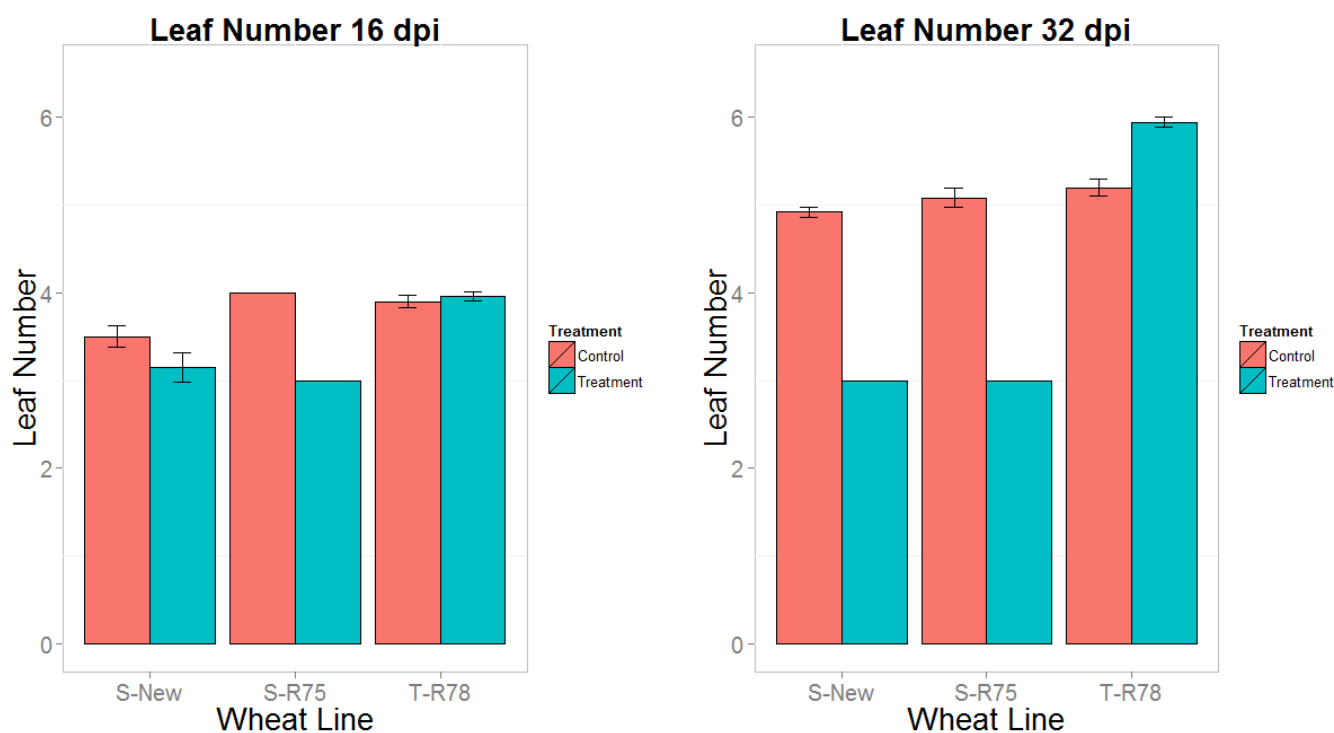 Leaf Number 16 dpi
Leaf Number
6
4
2
0
S-New S-R75 T-R78
Wheat Line
Treatment
Control
Treatment
Leaf Number 32 dpi
Leaf Number
6
4
2
0
S-New S-R75 T-R78
Wheat Line
Treatment
Control
Treatment